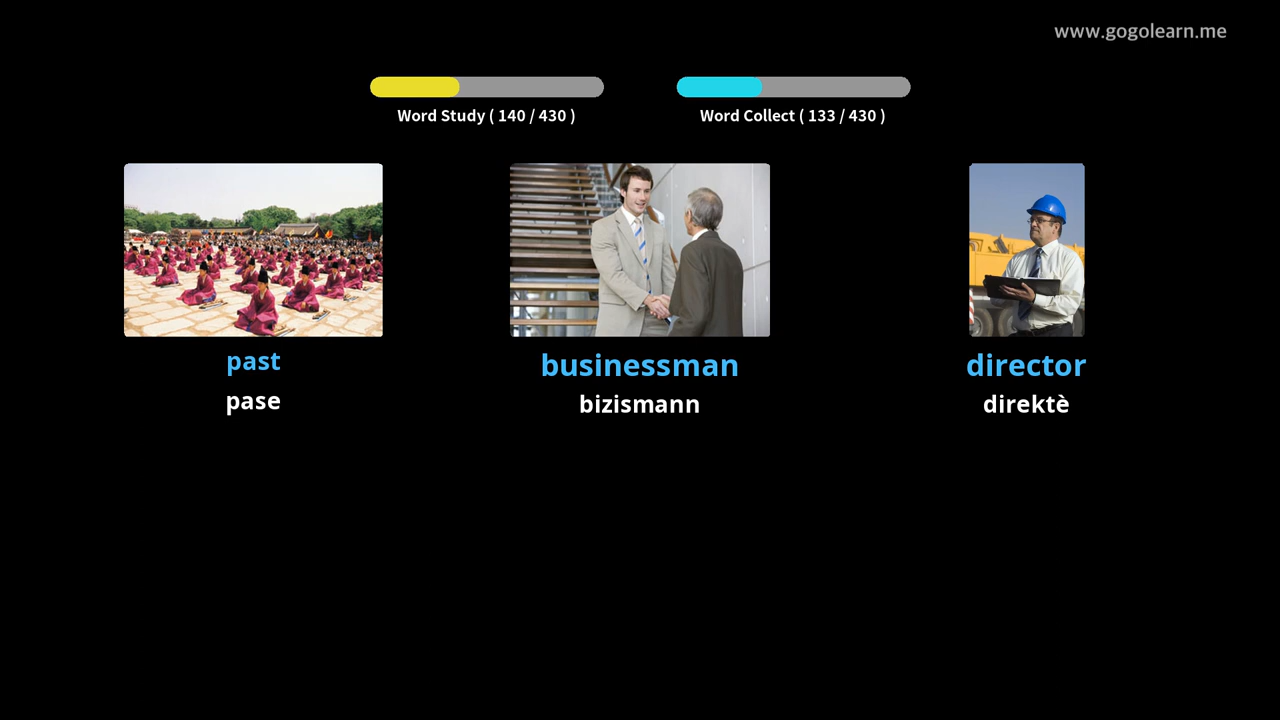 www.gogolearn.me
Word Study ( 140 / 430 )
Word Collect ( 133 / 430 )
past
pase
businessman
bizismann
director
direktè